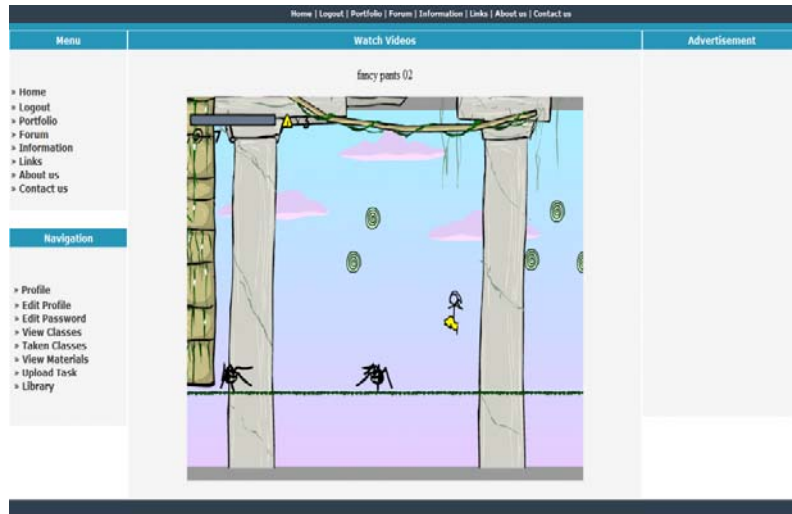 Home | Logout | Portfolio | Forum | Information | Links | About us | Contact us
Menu
Watch Videos
Advertisement
fancy pants 02
» Home
» Logout
» Portfolio
» Forum
» Information
» Links
» About us
» Contact us
Navigation
» Profile
» Edit Profile
» Edit Password
» View Classes
» Taken Classes
» View Materials
» Upload Task
» Library